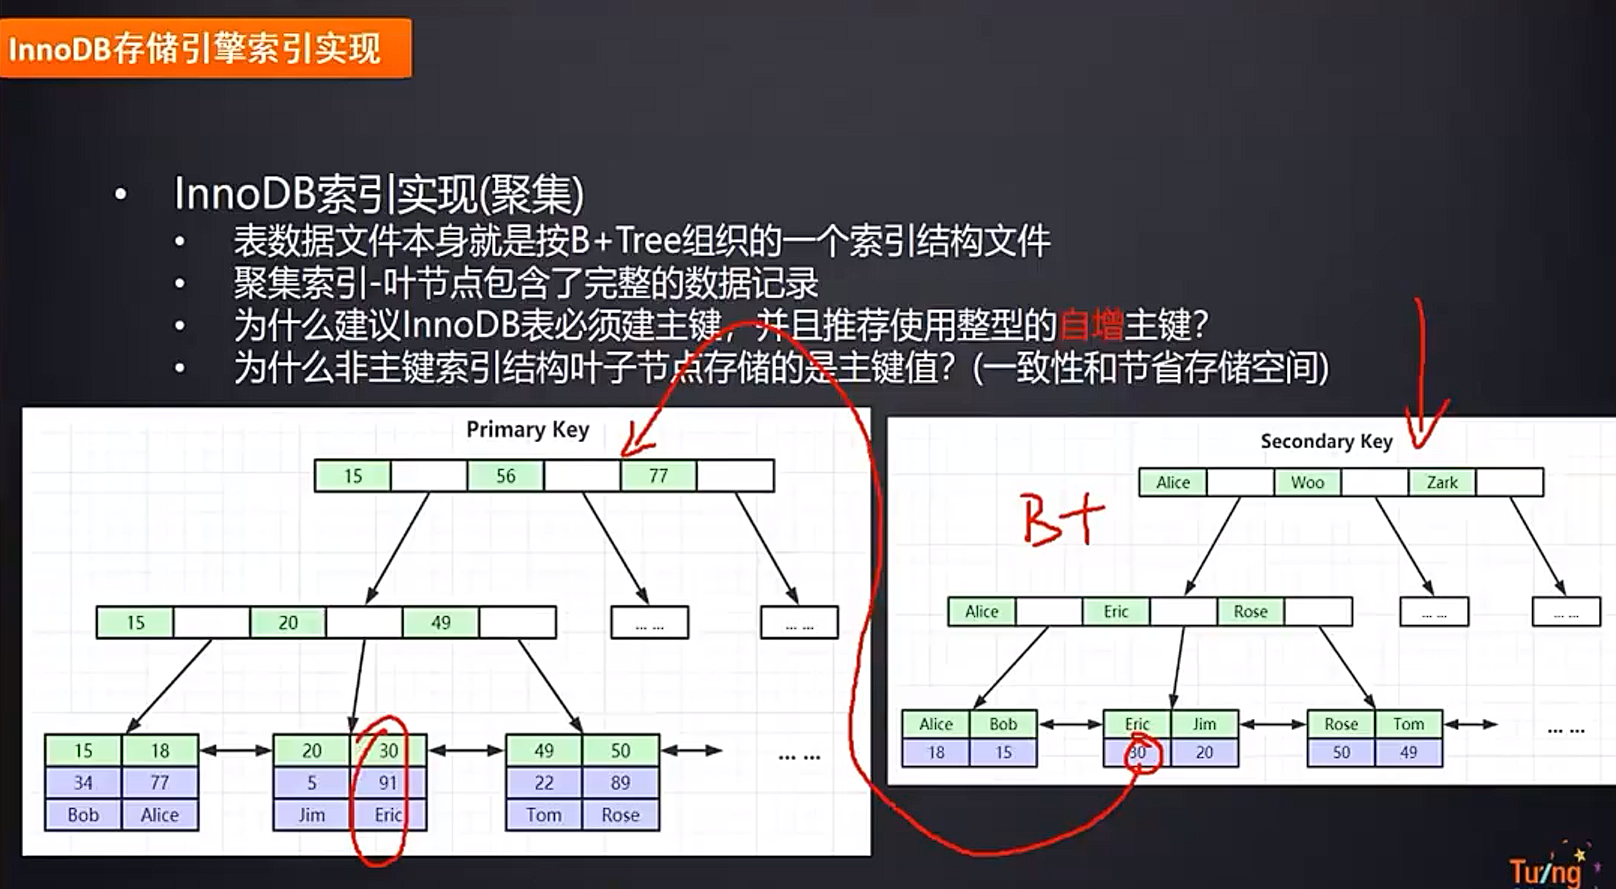 InnoDB存储引擎索引实现
• InnoDB索引实现(聚集)
• 表数据文件本身就是按B+Tree组织的一个索引结构文件
• 聚集索引-叶节点包含了完整的数据记录
• 为什么建议InnoDB表必须建主键，并且推荐使用整型的自增主键？
• 为什么非主键索引结构叶子节点存储的是主键值？(一致性和节省存储空间)
Primary Key
15 56 77
15 20 49 ... ... ... ...
15 18 20 30 49 50 ... ...
34 77 5 91 22 89
Bob Alice Jim Eric Tom Rose
Secondary Key
Alice Woo Zark
B+
Alice Eric Rose ... ... ... ...
Alice Bob Eric Jim Rose Tom ... ...
18 15 30 20 50 49
Tuling